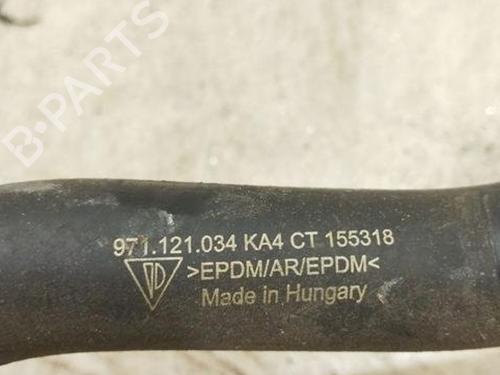 B-PARTS
971.121.034 KA4 CT 155318
>EPDM/AR/EPDM<
Made in Hungary